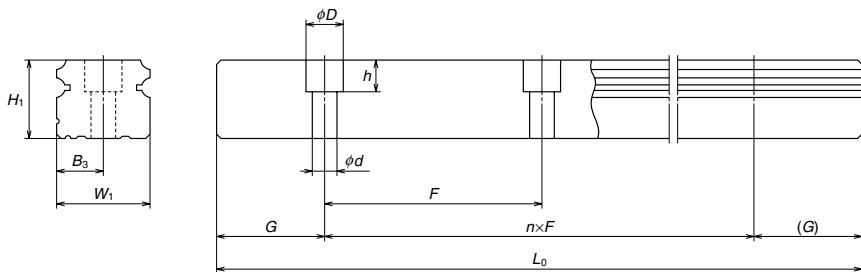 φD
h
H₁
φd
B₃
F
W₁
G
n×F
(G)
L₀